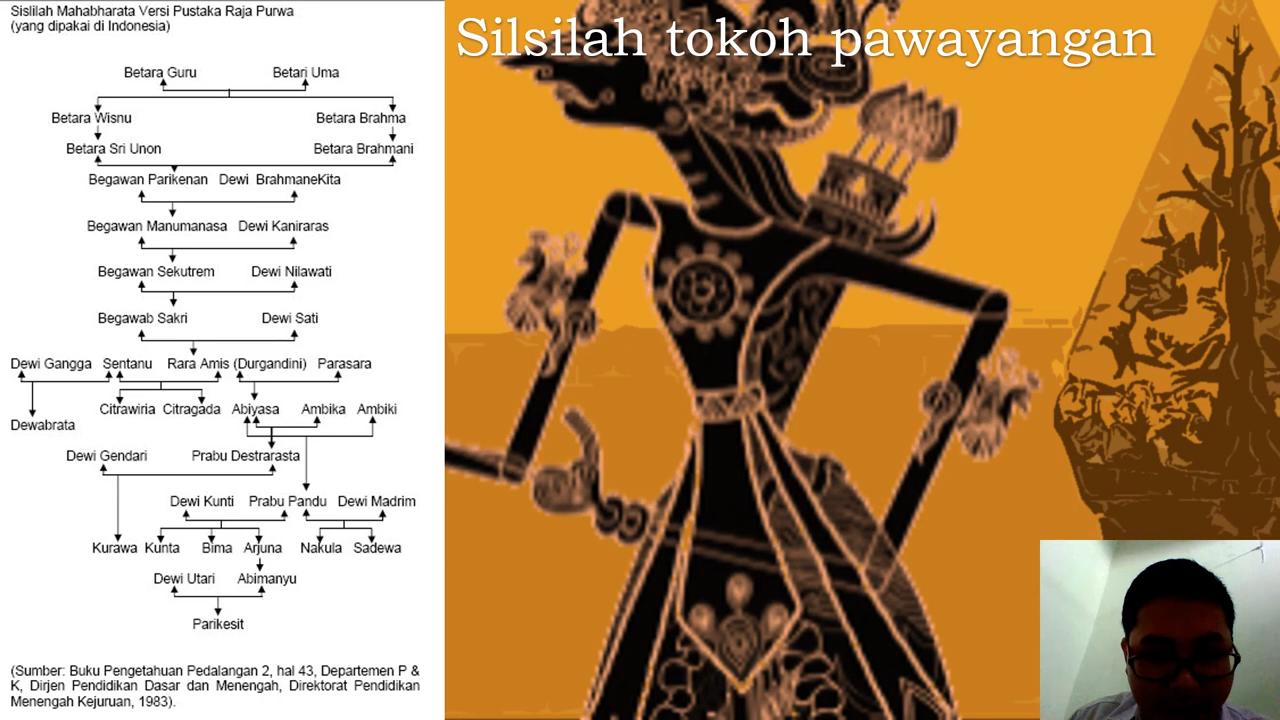 Sislilah Mahabharata Versi Pustaka Raja Purwa
(yang dipakai di Indonesia)
Silsilah tokoh pawayangan
Betara Guru Betari Uma
Betara Wisnu Betara Brahma
Betara Sri Unon Betara Brahmani
Begawan Parikenan Dewi BrahmaneKita
Begawan Manumanasa Dewi Kaniraras
Begawan Sekutrem Dewi Nilawati
Begawab Sakri Dewi Sati
Dewi Gangga Sentanu Rara Amis (Durgandini) Parasara
Citrawiria Citragada Abiyasa Ambika Ambiki
Dewabrata
Dewi Gendari Prabu Destrarasta
Dewi Kunti Prabu Pandu Dewi Madrim
Kurawa Kunta Bima Arjuna Nakula Sadewa
Dewi Utari Abimanyu
Parikesit
(Sumber: Buku Pengetahuan Pedalangan 2, hal 43, Departemen P &
K, Dirjen Pendidikan Dasar dan Menengah, Direktorat Pendidikan
Menengah Kejuruan, 1983).